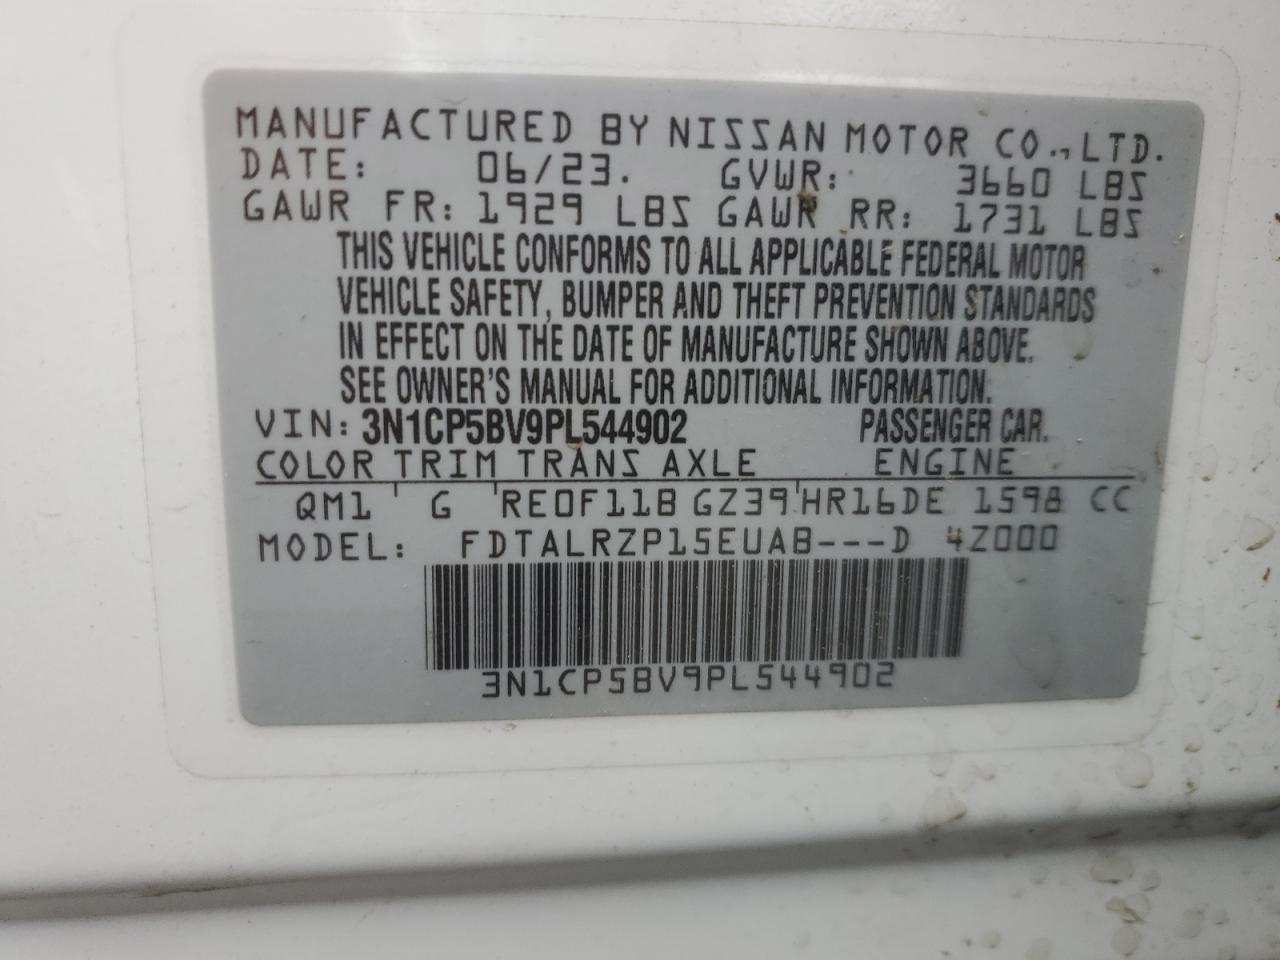 MANUFACTURED BY NISSAN MOTOR CO., LTD.
DATE: 06/23. GVWR: 3660 LBS
GAWR FR: 1929 LBS GAWR RR: 1731 LBS
THIS VEHICLE CONFORMS TO ALL APPLICABLE FEDERAL MOTOR
VEHICLE SAFETY, BUMPER AND THEFT PREVENTION STANDARDS
IN EFFECT ON THE DATE OF MANUFACTURE SHOWN ABOVE.
SEE OWNER'S MANUAL FOR ADDITIONAL INFORMATION.
VIN: 3N1CP5BV9PL544902 PASSENGER CAR.
COLOR TRIM TRANS AXLE ENGINE
QM1 G RE0F11B GZ39 HR16DE 1598 CC
MODEL: FDTALRZP15EUAB---D 4Z000
3N1CP5BV9PL544902